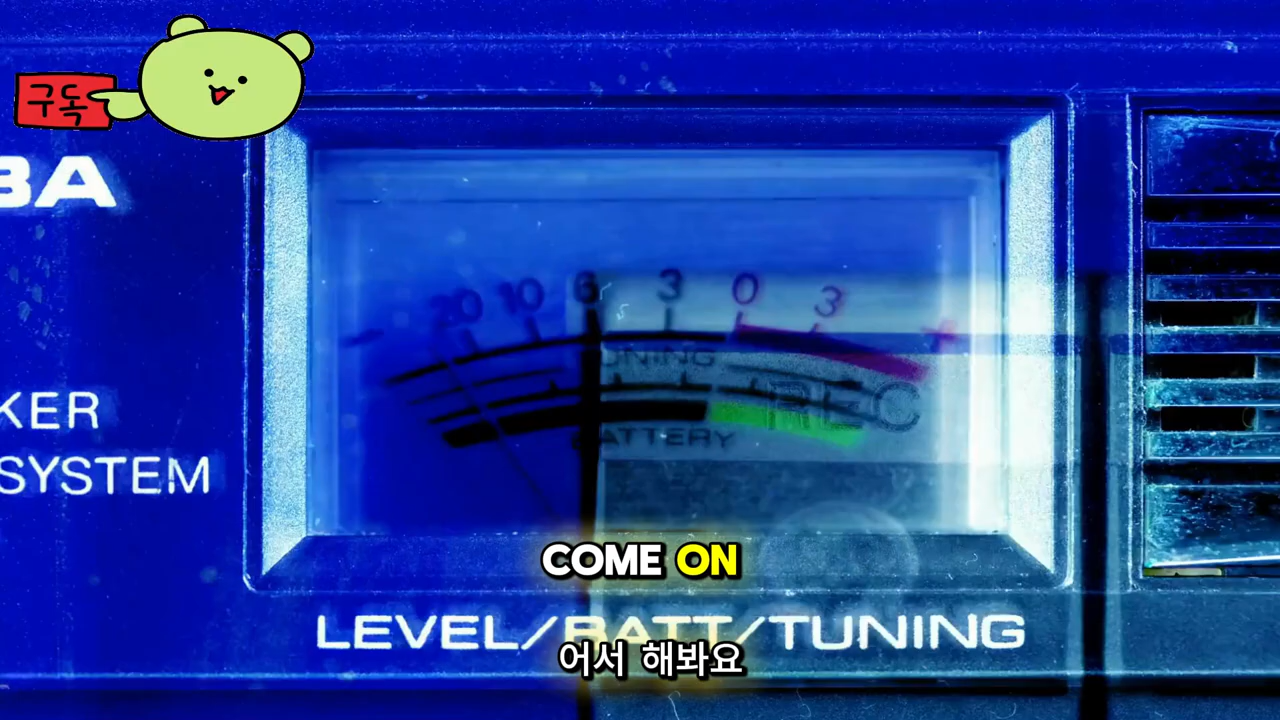 구독
BA
KER
SYSTEM
20 10 6 3 0 3
- +
TUNING
REC
BATTERY
COME ON
LEVEL/BATT/TUNING
어서 해봐요